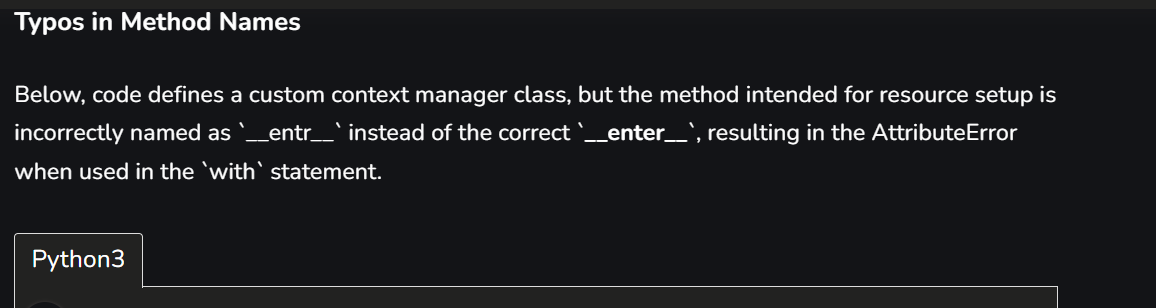 Typos in Method Names
Below, code defines a custom context manager class, but the method intended for resource setup is
incorrectly named as `__entr__` instead of the correct `__enter__`, resulting in the AttributeError
when used in the `with` statement.
Python3